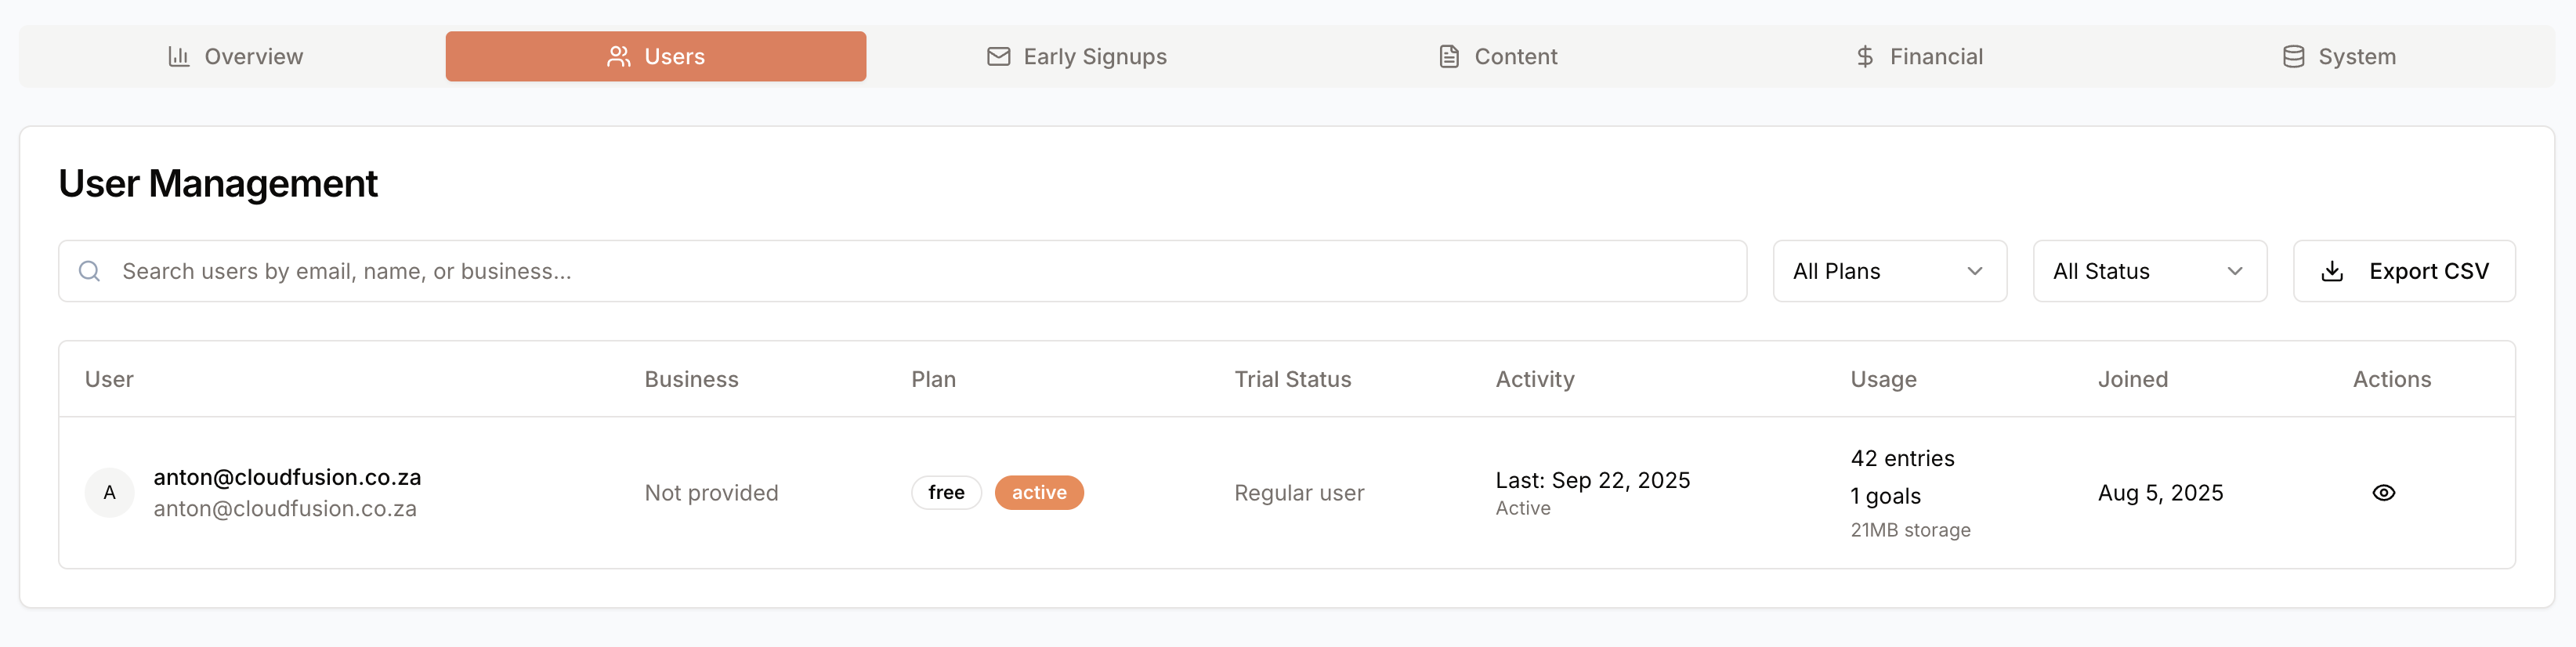 Overview
Users
Early Signups
Content
Financial
System
User Management
Search users by email, name, or business...
All Plans
All Status
Export CSV
User
Business
Plan
Trial Status
Activity
Usage
Joined
Actions
A
anton@cloudfusion.co.za
anton@cloudfusion.co.za
Not provided
free
active
Regular user
Last: Sep 22, 2025
Active
42 entries
1 goals
21MB storage
Aug 5, 2025